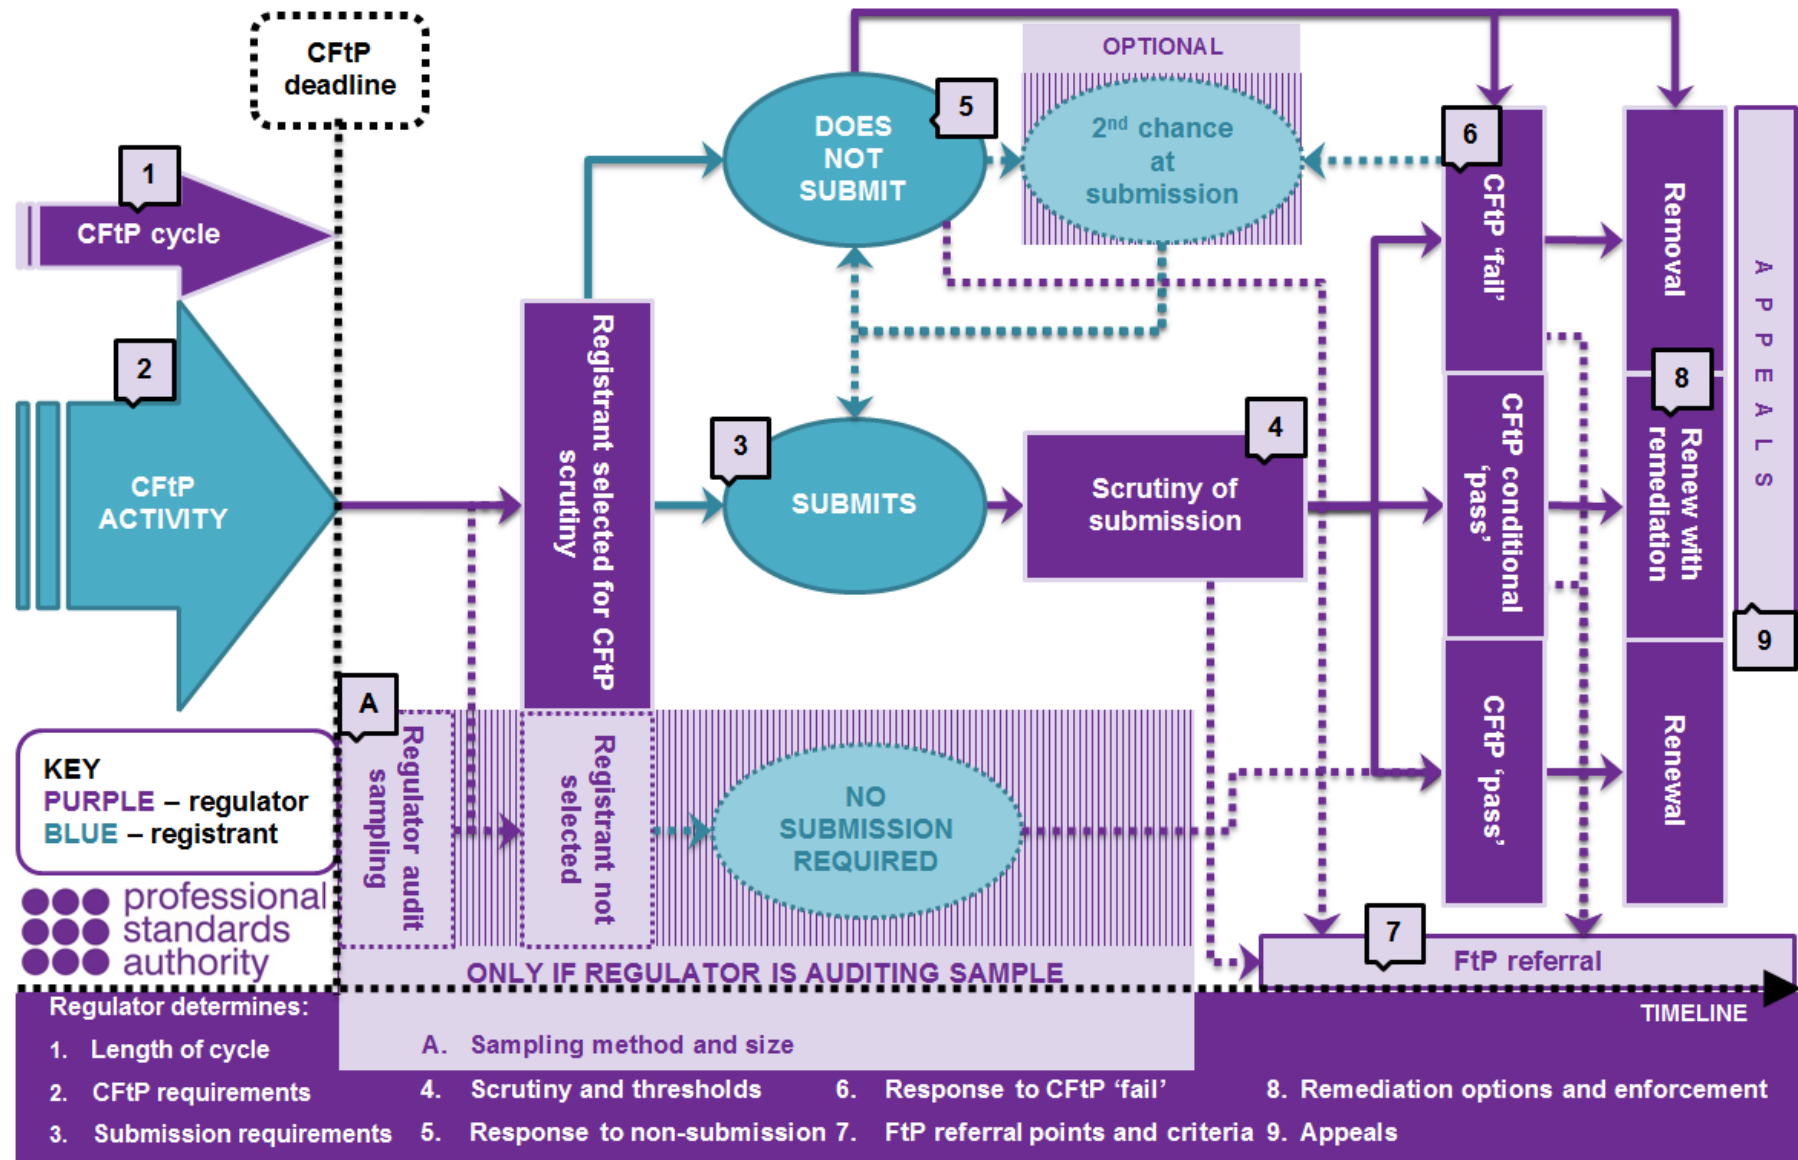 CFtP
deadline
1
CFtP cycle
2
CFtP
ACTIVITY
KEY
PURPLE – regulator
BLUE – registrant
professional
standards
authority
A
Regulator audit
sampling
Registrant selected for CFtP
scrutiny
Registrant not
selected
DOES
NOT
SUBMIT
5
OPTIONAL
2nd chance
at
submission
3
SUBMITS
4
Scrutiny of
submission
NO
SUBMISSION
REQUIRED
ONLY IF REGULATOR IS AUDITING SAMPLE
6
CFtP ‘fail’
CFtP conditional
‘pass’
CFtP ‘pass’
Removal
8
Renew with
remediation
Renewal
APPEALS
9
7
FtP referral
TIMELINE
Regulator determines:
1. Length of cycle
2. CFtP requirements
3. Submission requirements
A. Sampling method and size
4. Scrutiny and thresholds
5. Response to non-submission
6. Response to CFtP ‘fail’
7. FtP referral points and criteria
8. Remediation options and enforcement
9. Appeals